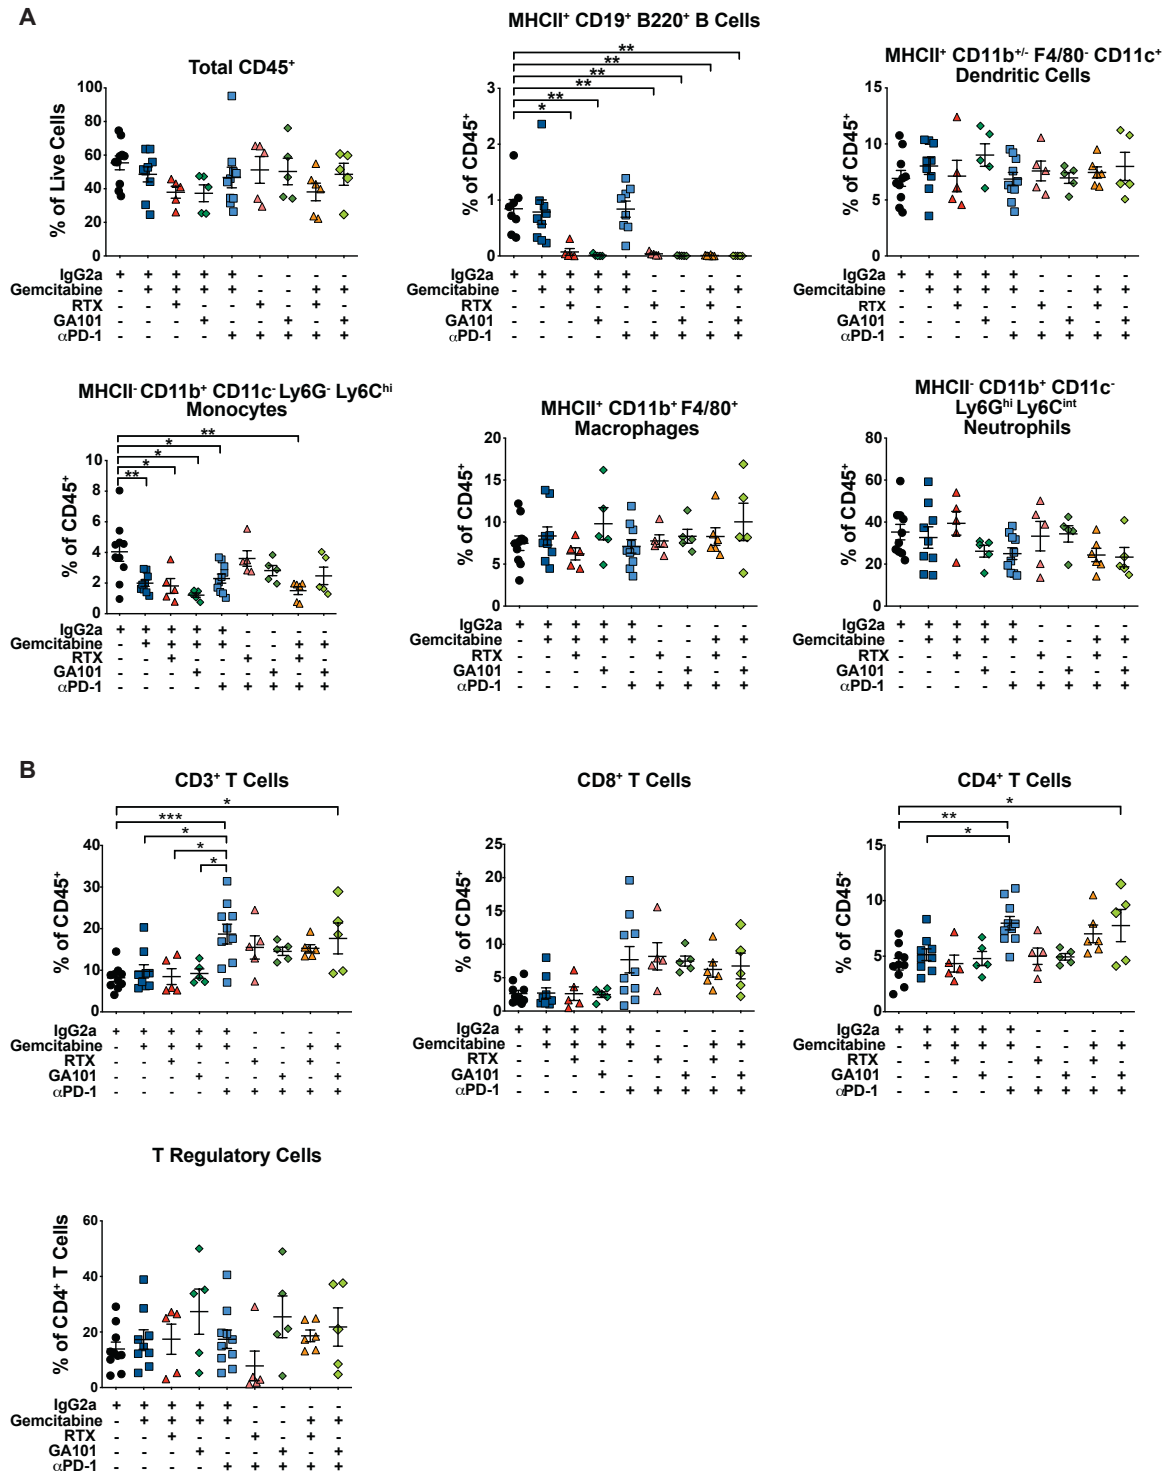 A
Total CD45⁺
% of Live Cells
100
80
60
40
20
0
IgG2a + + + + + - - - -
Gemcitabine - + + + + - - + +
RTX - - + - - + - + -
GA101 - - - + - - + - +
αPD-1 - - - - + + + + +
MHCII⁺ CD19⁺ B220⁺ B Cells
**
**
**
**
**
*
% of CD45⁺
3
2
1
0
IgG2a + + + + + - - - -
Gemcitabine - + + + + - - + +
RTX - - + - - + - + -
GA101 - - - + - - + - +
αPD-1 - - - - + + + + +
MHCII⁺ CD11b⁺/⁻ F4/80⁻ CD11c⁺
Dendritic Cells
% of CD45⁺
15
10
5
0
IgG2a + + + + + - - - -
Gemcitabine - + + + + - - + +
RTX - - + - - + - + -
GA101 - - - + - - + - +
αPD-1 - - - - + + + + +
MHCII⁻ CD11b⁺ CD11c⁻ Ly6G⁻ Ly6Cʰⁱ
Monocytes
**
*
*
*
**
% of CD45⁺
10
8
6
4
2
0
IgG2a + + + + + - - - -
Gemcitabine - + + + + - - + +
RTX - - + - - + - + -
GA101 - - - + - - + - +
αPD-1 - - - - + + + + +
MHCII⁺ CD11b⁺ F4/80⁺
Macrophages
% of CD45⁺
20
15
10
5
0
IgG2a + + + + + - - - -
Gemcitabine - + + + + - - + +
RTX - - + - - + - + -
GA101 - - - + - - + - +
αPD-1 - - - - + + + + +
MHCII⁻ CD11b⁺ CD11c⁻
Ly6Gʰⁱ Ly6Cⁱⁿᵗ
Neutrophils
% of CD45⁺
80
60
40
20
0
IgG2a + + + + + - - - -
Gemcitabine - + + + + - - + +
RTX - - + - - + - + -
GA101 - - - + - - + - +
αPD-1 - - - - + + + + +
B
CD3⁺ T Cells
*
***
*
*
*
% of CD45⁺
40
30
20
10
0
IgG2a + + + + + - - - -
Gemcitabine - + + + + - - + +
RTX - - + - - + - + -
GA101 - - - + - - + - +
αPD-1 - - - - + + + + +
CD8⁺ T Cells
% of CD45⁺
25
20
15
10
5
0
IgG2a + + + + + - - - -
Gemcitabine - + + + + - - + +
RTX - - + - - + - + -
GA101 - - - + - - + - +
αPD-1 - - - - + + + + +
CD4⁺ T Cells
*
**
*
% of CD45⁺
15
10
5
0
IgG2a + + + + + - - - -
Gemcitabine - + + + + - - + +
RTX - - + - - + - + -
GA101 - - - + - - + - +
αPD-1 - - - - + + + + +
T Regulatory Cells
% of CD4⁺ T Cells
60
40
20
0
IgG2a + + + + + - - - -
Gemcitabine - + + + + - - + +
RTX - - + - - + - + -
GA101 - - - + - - + - +
αPD-1 - - - - + + + + +